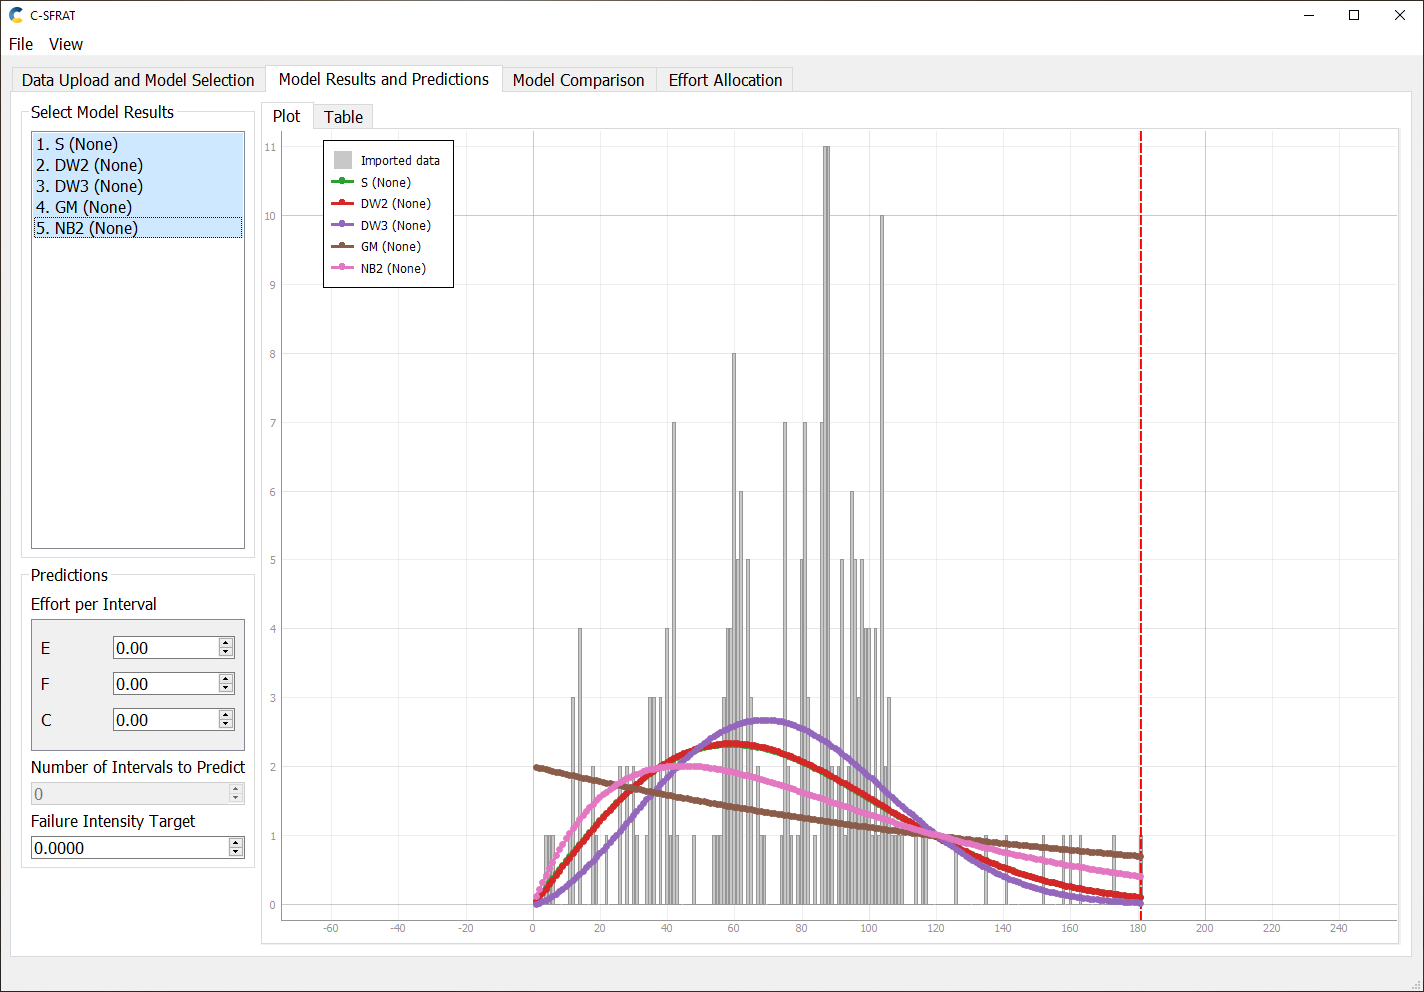 C-SFRAT
File View
Data Upload and Model Selection Model Results and Predictions Model Comparison Effort Allocation
Select Model Results
1. S (None)
2. DW2 (None)
3. DW3 (None)
4. GM (None)
5. NB2 (None)
Predictions
Effort per Interval
E 0.00
F 0.00
C 0.00
Number of Intervals to Predict
0
Failure Intensity Target
0.0000
Plot Table
Imported data
S (None)
DW2 (None)
DW3 (None)
GM (None)
NB2 (None)
11
10
9
8
7
6
5
4
3
2
1
0
-60 -40 -20 0 20 40 60 80 100 120 140 160 180 200 220 240